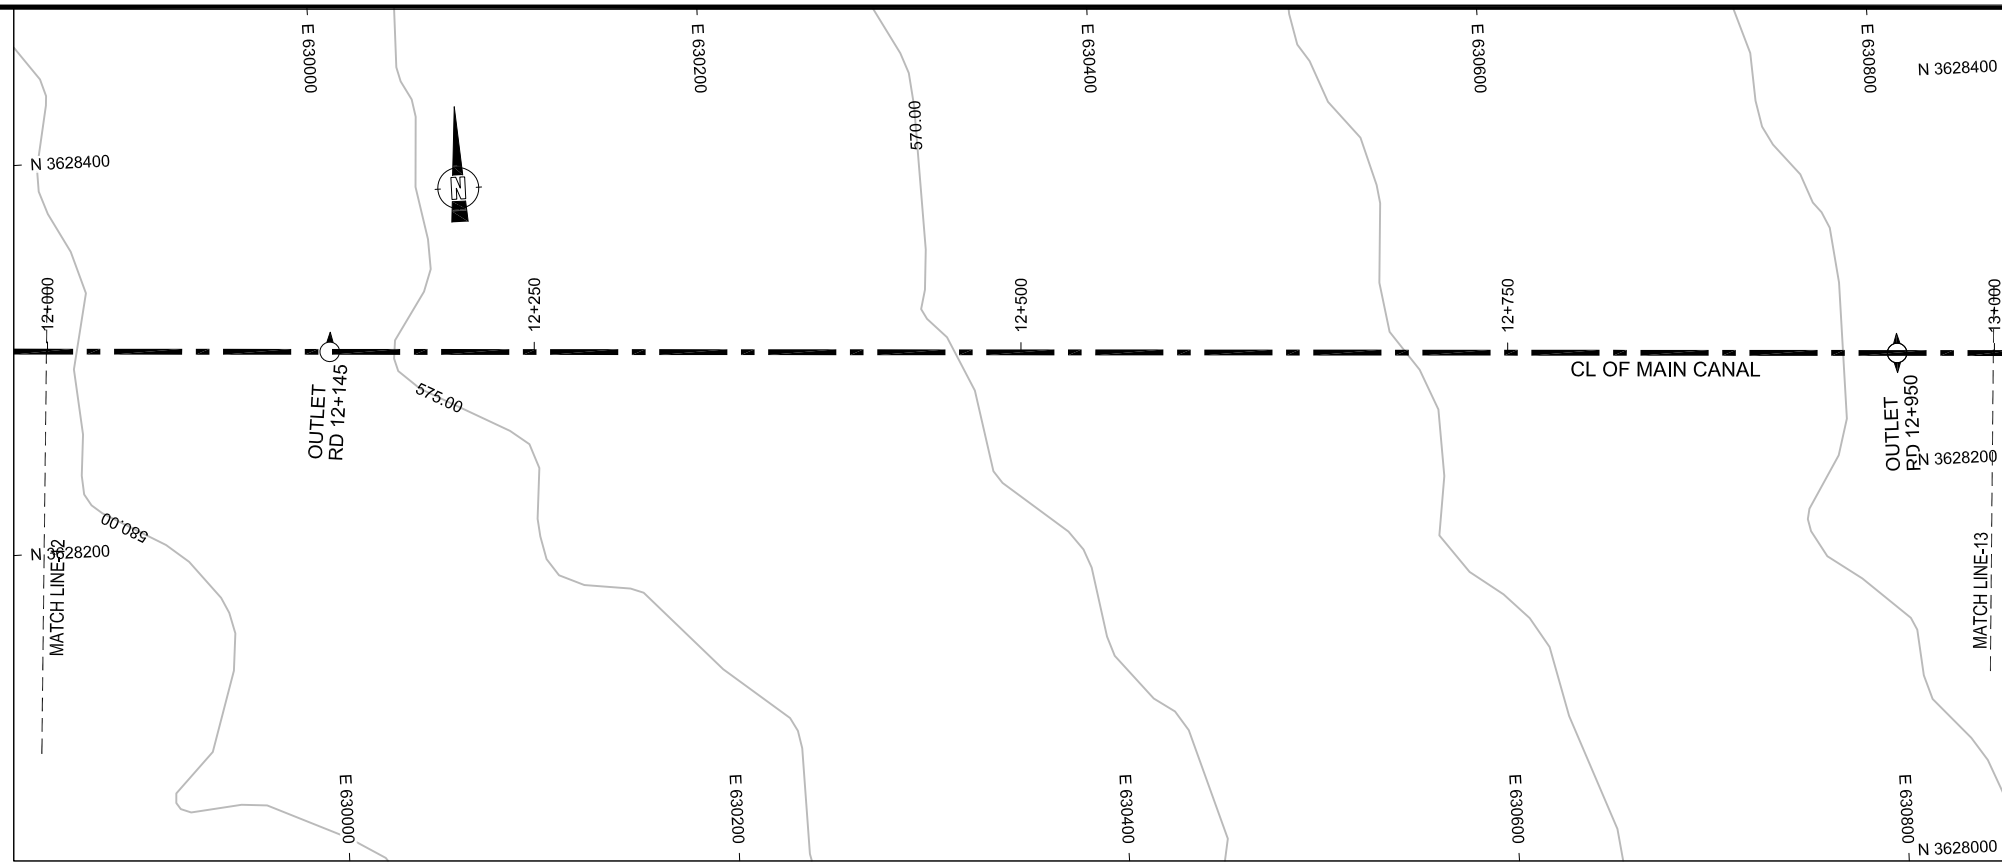 E 630000
E 630200
E 630400
E 630600
E 630800
N 3628400
N 3628400
570.00
N
12+000
12+250
12+500
12+750
13+000
CL OF MAIN CANAL
OUTLET
RD 12+145
575.00
OUTLET
RD 12+950
N 3628200
580.00
N 3628200
MATCH LINE-12
MATCH LINE-13
E 630000
E 630200
E 630400
E 630600
E 630800
N 3628000